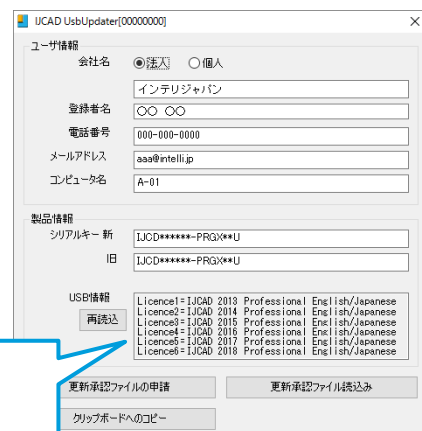 IJCAD UsbUpdater[00000000]
ユーザ情報
会社名
法人
個人
インテリジャパン
登録者名
○○ ○○
電話番号
000-000-0000
メールアドレス
aaa@intelli.jp
コンピュータ名
A-01
製品情報
シリアルキー 新
IJCD******-PRGX**U
旧
IJCD******-PRGX**U
USB情報
再読込
Licence1=IJCAD 2013 Professional English/Japanese
Licence2=IJCAD 2014 Professional English/Japanese
Licence3=IJCAD 2015 Professional English/Japanese
Licence4=IJCAD 2016 Professional English/Japanese
Licence5=IJCAD 2017 Professional English/Japanese
Licence6=IJCAD 2018 Professional English/Japanese
更新承認ファイルの申請
更新承認ファイル読込み
クリップボードへのコピー